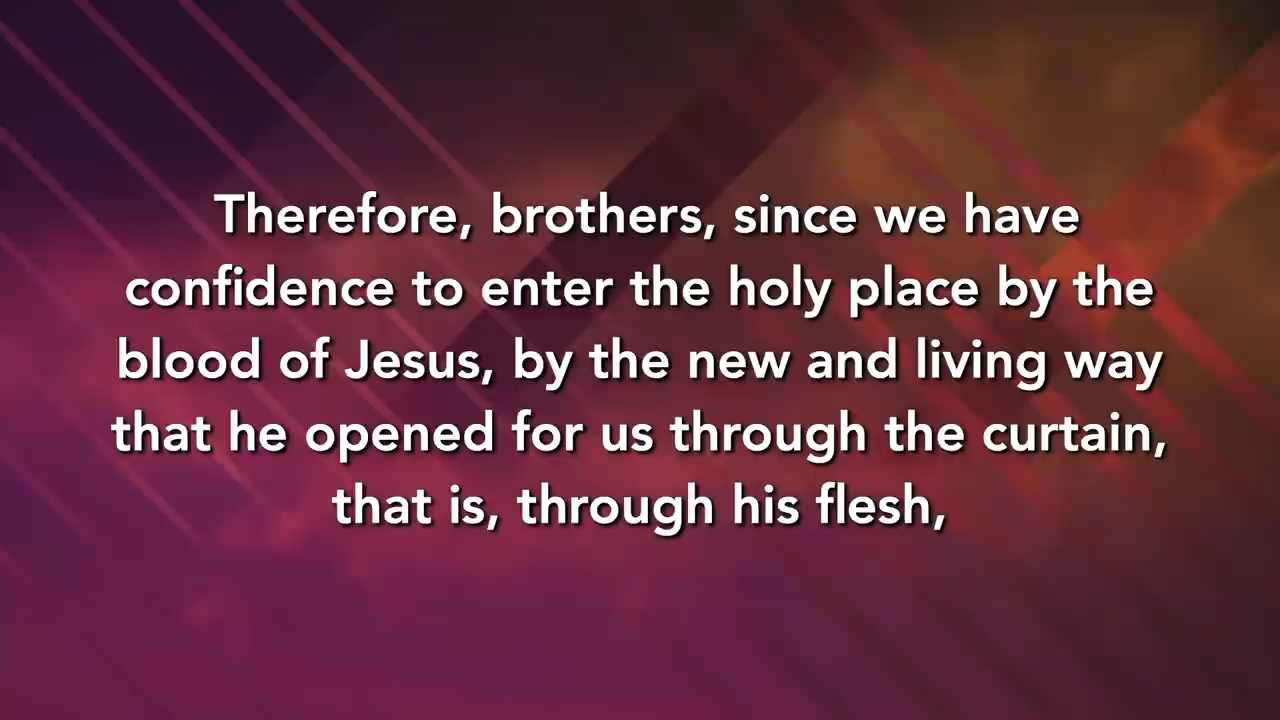 Therefore, brothers, since we have
confidence to enter the holy place by the
blood of Jesus, by the new and living way
that he opened for us through the curtain,
that is, through his flesh,